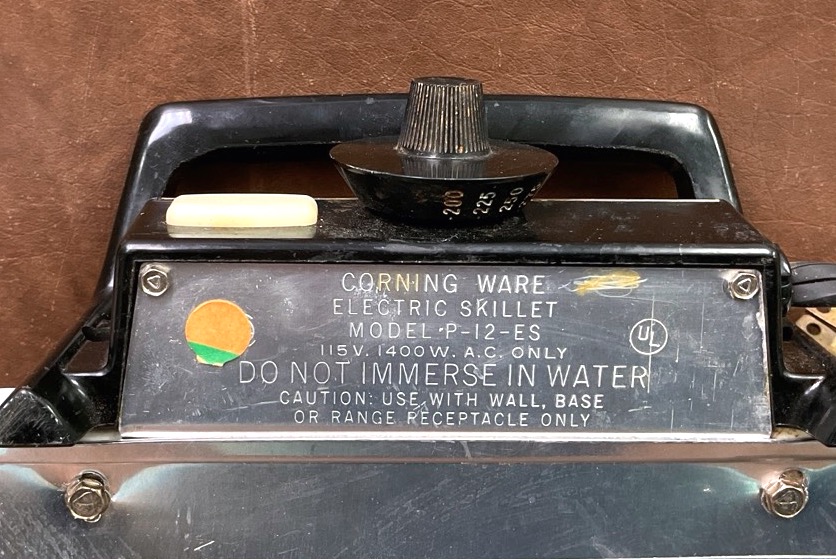 200 225 250
CORNING WARE
ELECTRIC SKILLET
MODEL P-12-ES
UL
115V. 1400W. A.C. ONLY
DO NOT IMMERSE IN WATER
CAUTION: USE WITH WALL, BASE
OR RANGE RECEPTACLE ONLY